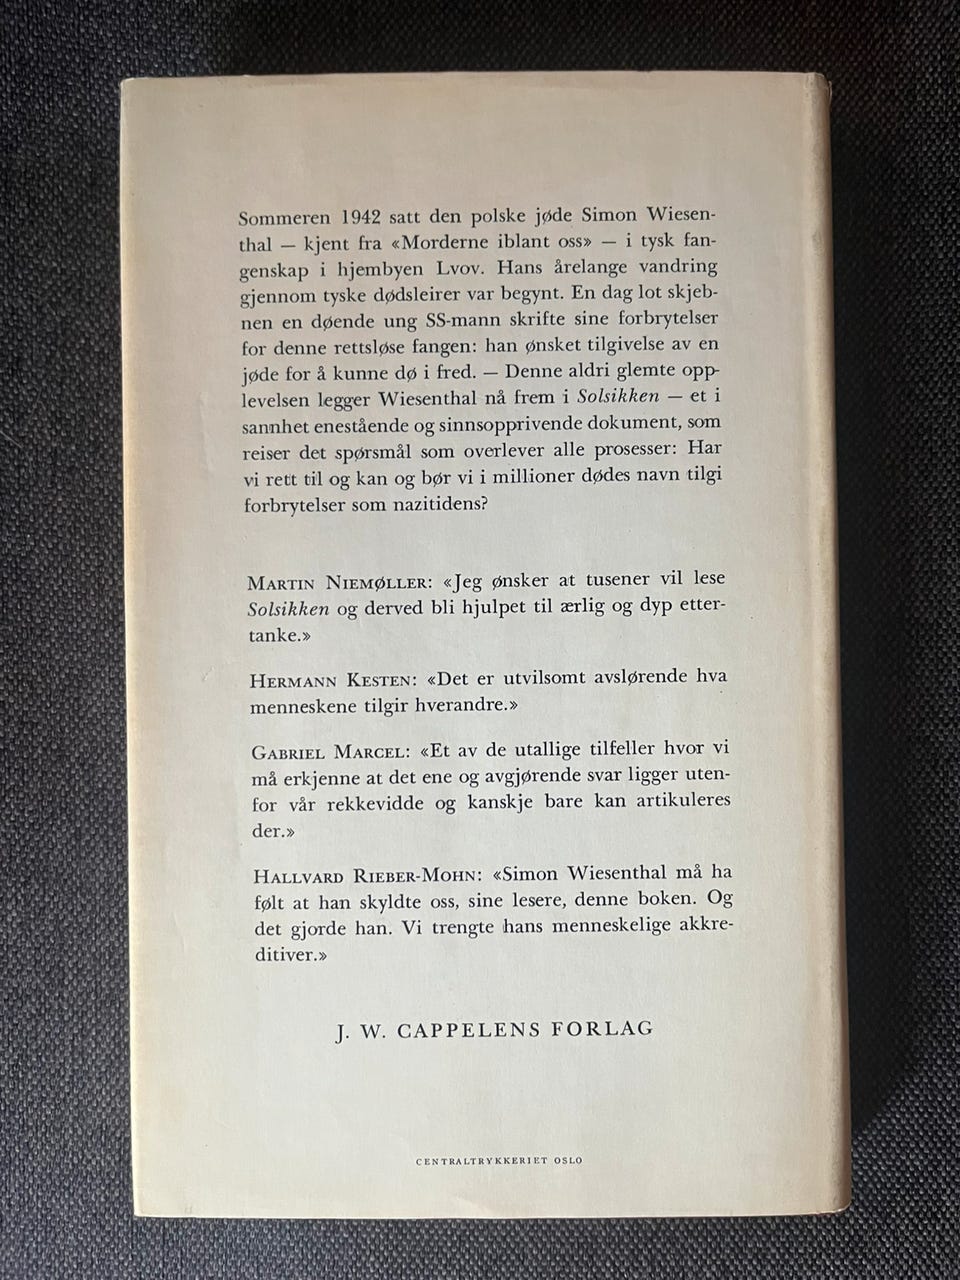 Sommeren 1942 satt den polske jøde Simon Wiesen-
thal — kjent fra «Morderne iblant oss» — i tysk fan-
genskap i hjembyen Lvov. Hans årelange vandring
gjennom tyske dødsleirer var begynt. En dag lot skjeb-
nen en døende ung SS-mann skrifte sine forbrytelser
for denne rettsløse fangen: han ønsket tilgivelse av en
jøde for å kunne dø i fred. — Denne aldri glemte opp-
levelsen legger Wiesenthal nå frem i Solsikken — et i
sannhet enestående og sinnsopprivende dokument, som
reiser det spørsmål som overlever alle prosesser: Har
vi rett til og kan og bør vi i millioner dødes navn tilgi
forbrytelser som nazitidens?
MARTIN NIEMØLLER: «Jeg ønsker at tusener vil lese
Solsikken og derved bli hjulpet til ærlig og dyp etter-
tanke.»
HERMANN KESTEN: «Det er utvilsomt avslørende hva
menneskene tilgir hverandre.»
GABRIEL MARCEL: «Et av de utallige tilfeller hvor vi
må erkjenne at det ene og avgjørende svar ligger uten-
for vår rekkevidde og kanskje bare kan artikuleres
der.»
HALLVARD RIEBER-MOHN: «Simon Wiesenthal må ha
følt at han skyldte oss, sine lesere, denne boken. Og
det gjorde han. Vi trengte hans menneskelige akkre-
ditiver.»
J. W. CAPPELENS FORLAG
CENTRALTRYKKERIET OSLO